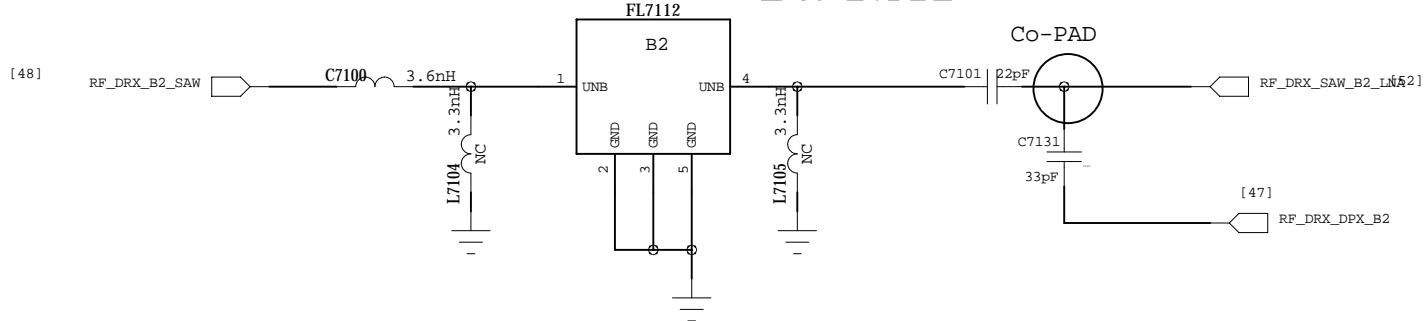 FL7112
B2
Co-PAD
[48]
RF_DRX_B2_SAW
C7100
3.6nH
1
UNB
UNB
4
C7101
22pF
RF_DRX_SAW_B2_LNA
[52]
3.3nH
NC
L7104
GND
GND
GND
2
3
5
3.3nH
NC
L7105
C7131
33pF
[47]
RF_DRX_DPX_B2